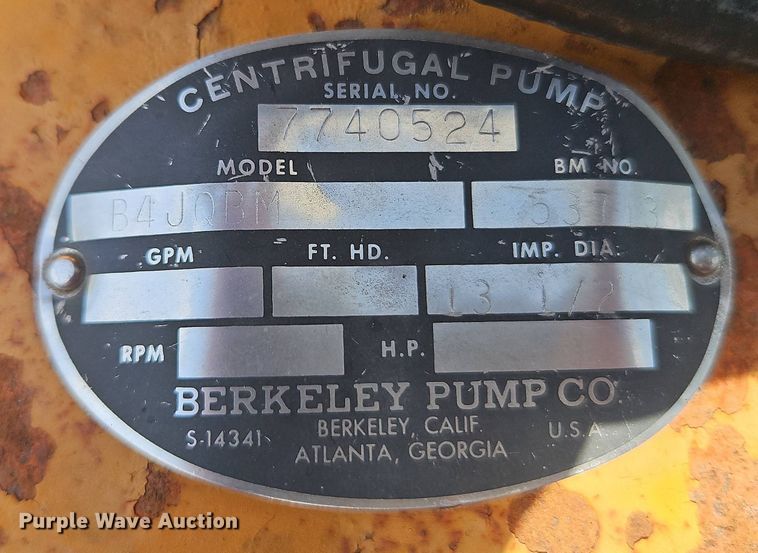 CENTRIFUGAL PUMP
SERIAL NO.
7740524
MODEL BM NO.
B4JQBM
GPM FT. HD. IMP. DIA.
13 1/2
RPM H.P.
BERKELEY PUMP CO.
S-14341 BERKELEY, CALIF. U.S.A.
ATLANTA, GEORGIA
Purple Wave Auction